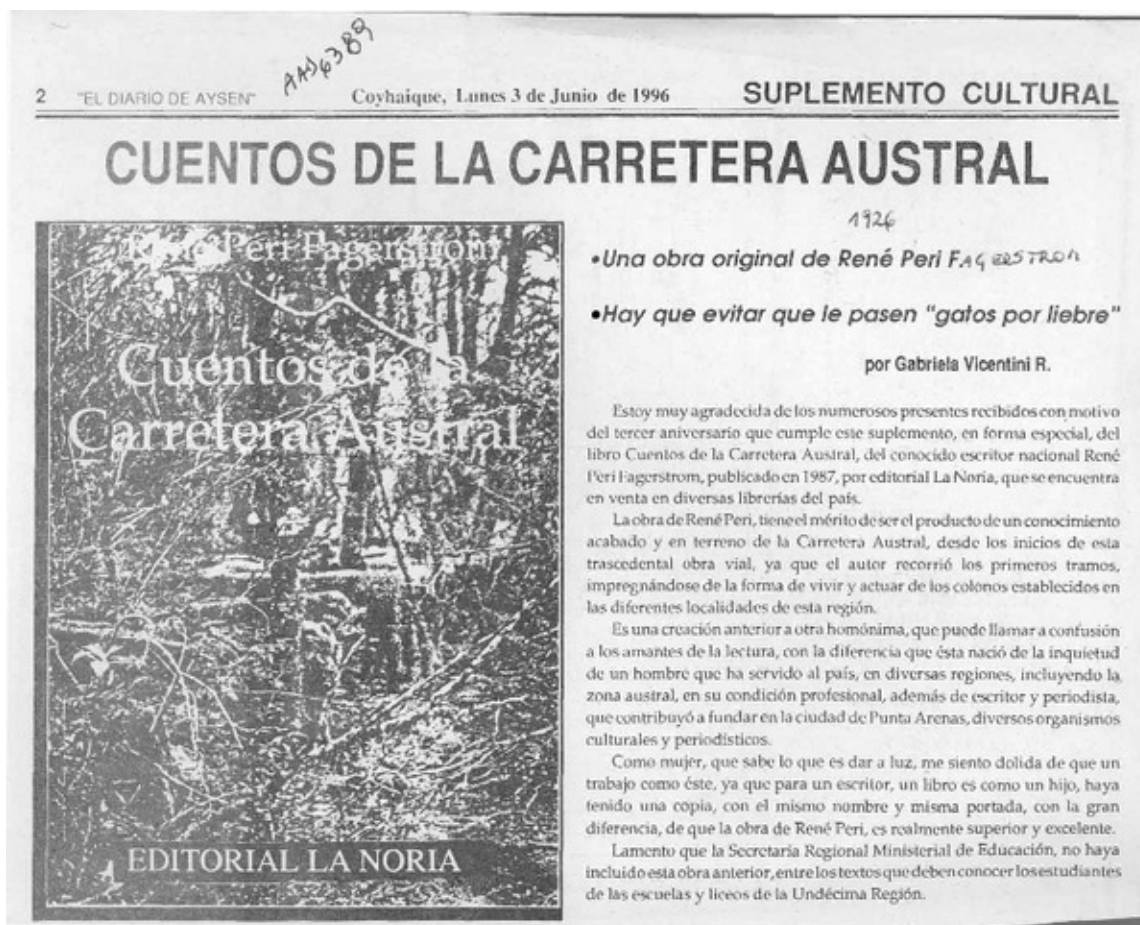 AAD6389
2 "EL DIARIO DE AYSEN" Coyhaique, Lunes 3 de Junio de 1996 SUPLEMENTO CULTURAL
CUENTOS DE LA CARRETERA AUSTRAL
René Peri Fagerstrom
Cuentos de la
Carretera Austral
EDITORIAL LA NORIA
1926
•Una obra original de René Peri FAGERSTROM
•Hay que evitar que le pasen "gatos por liebre"
por Gabriela Vicentini R.
Estoy muy agradecida de los numerosos presentes recibidos con motivo
del tercer aniversario que cumple este suplemento, en forma especial, del
libro Cuentos de la Carretera Austral, del conocido escritor nacional René
Peri Fagerstrom, publicado en 1987, por editorial La Noria, que se encuentra
en venta en diversas librerías del país.
La obra de René Peri, tiene el mérito de ser el producto de un conocimiento
acabado y en terreno de la Carretera Austral, desde los inicios de esta
trascedental obra vial, ya que el autor recorrió los primeros tramos,
impregnándose de la forma de vivir y actuar de los colonos establecidos en
las diferentes localidades de esta región.
Es una creación anterior a otra homónima, que puede llamar a confusión
a los amantes de la lectura, con la diferencia que ésta nació de la inquietud
de un hombre que ha servido al país, en diversas regiones, incluyendo la
zona austral, en su condición profesional, además de escritor y periodista,
que contribuyó a fundar en la ciudad de Punta Arenas, diversos organismos
culturales y periodísticos.
Como mujer, que sabe lo que es dar a luz, me siento dolida de que un
trabajo como éste, ya que para un escritor, un libro es como un hijo, haya
tenido una copia, con el mismo nombre y misma portada, con la gran
diferencia, de que la obra de René Peri, es realmente superior y excelente.
Lamento que la Secretaría Regional Ministerial de Educación, no haya
incluido esta obra anterior, entre los textos que deben conocer los estudiantes
de las escuelas y liceos de la Undécima Región.